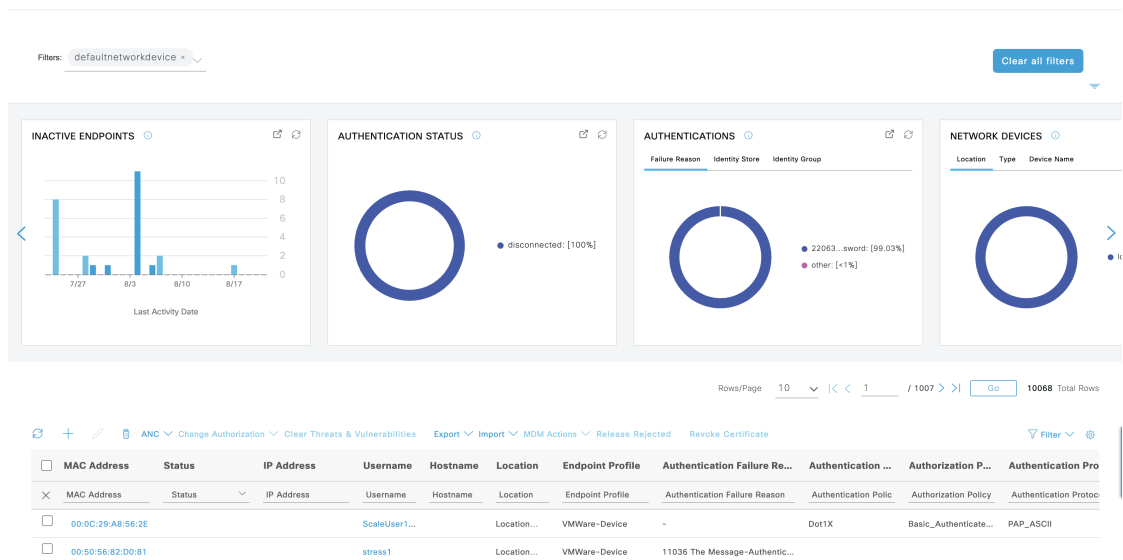 Filters: defaultnetworkdevice ×
Clear all filters
INACTIVE ENDPOINTS
10
8
6
4
2
0
7/27 8/3 8/10 8/17
Last Activity Date
AUTHENTICATION STATUS
disconnected: [100%]
AUTHENTICATIONS
Failure Reason Identity Store Identity Group
22063...sword: [99.03%]
other: [<1%]
NETWORK DEVICES
Location Type Device Name
Rows/Page 10 1 / 1007 Go 10068 Total Rows
ANC Change Authorization Clear Threats & Vulnerabilities Export Import MDM Actions Release Rejected Revoke Certificate Filter
MAC Address Status IP Address Username Hostname Location Endpoint Profile Authentication Failure Re... Authentication ... Authorization P... Authentication Pro
MAC Address Status IP Address Username Hostname Location Endpoint Profile Authentication Failure Reason Authentication Polic Authorization Policy Authentication Protoc
00:0C:29:A8:56:2E ScaleUser1... Location... VMWare-Device - Dot1X Basic_Authenticate... PAP_ASCII
00:50:56:82:D0:81 stress1 Location... VMWare-Device 11036 The Message-Authentic...